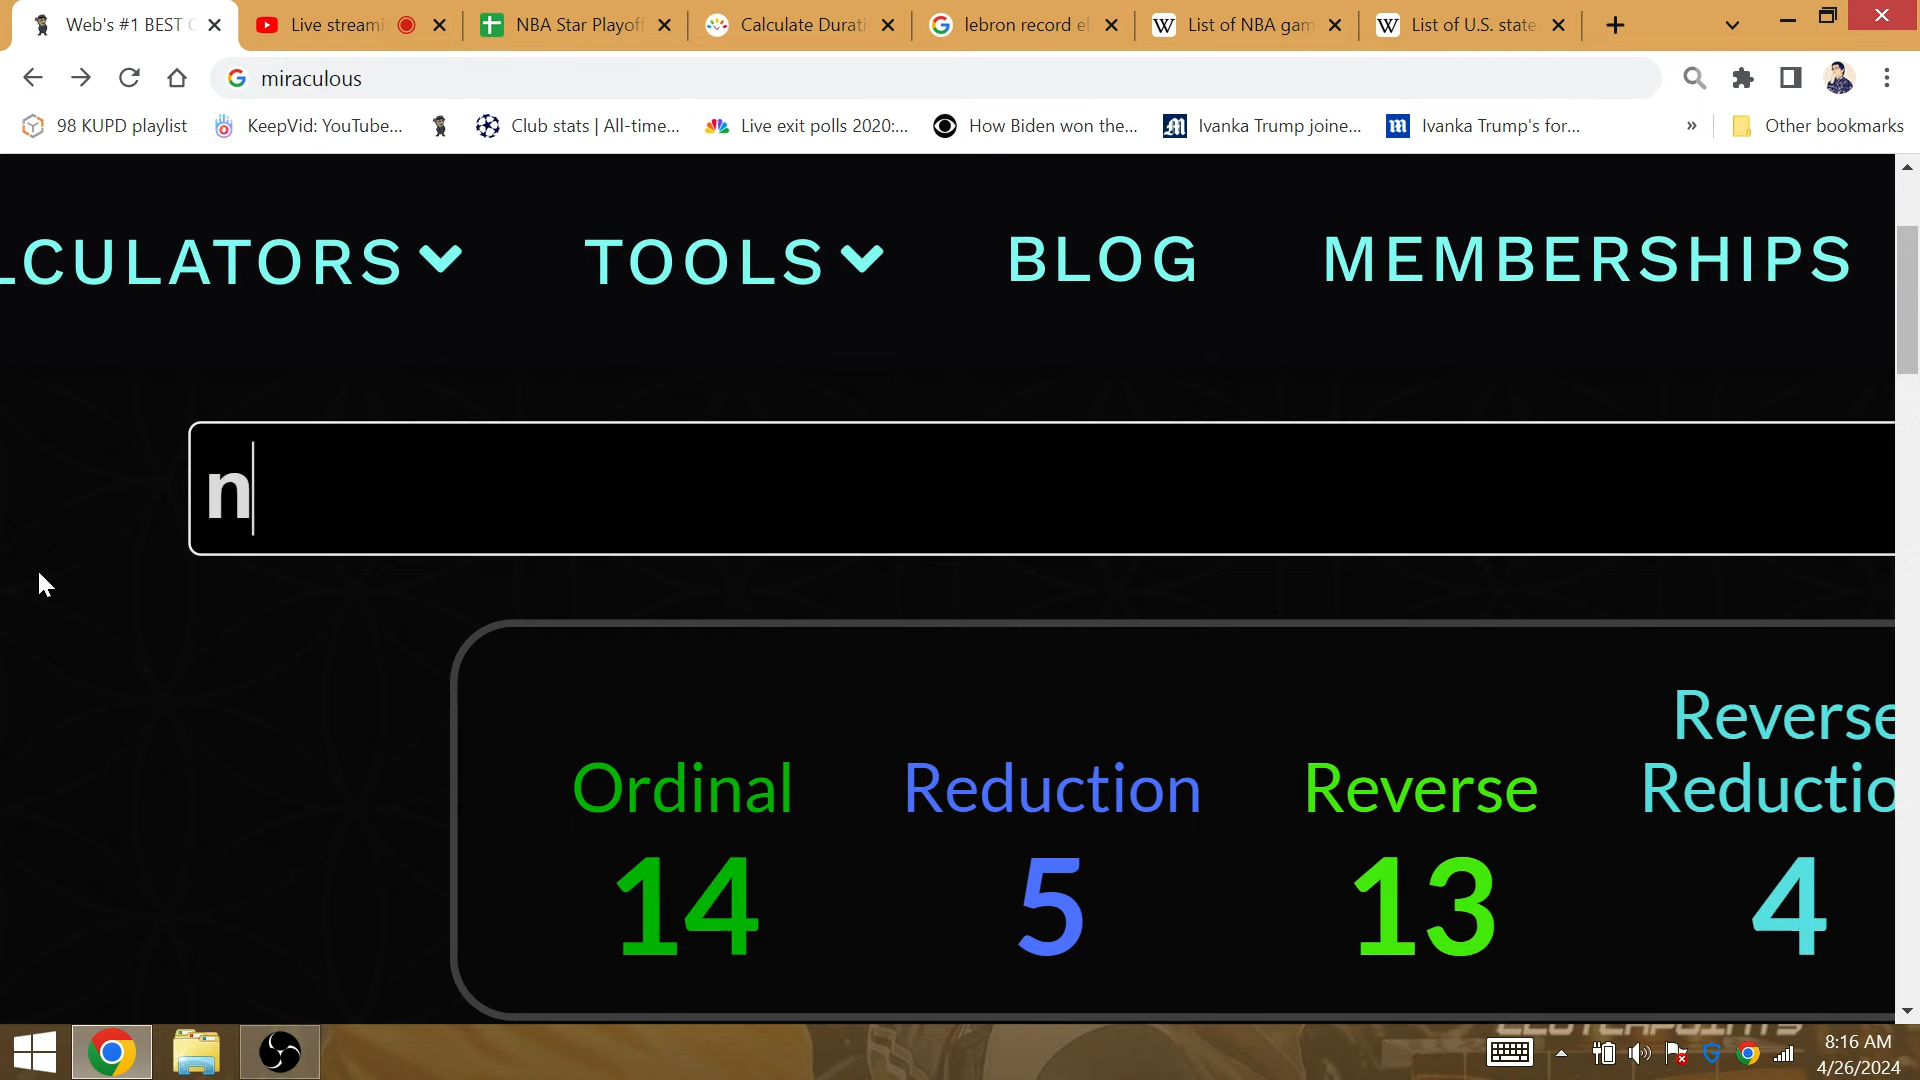 Web's #1 BEST
Live streami
NBA Star Playoff
Calculate Durati
lebron record el
List of NBA gam
List of U.S. state
miraculous
98 KUPD playlist
KeepVid: YouTube...
Club stats | All-time...
Live exit polls 2020:...
How Biden won the...
Ivanka Trump joine...
Ivanka Trump's for...
»
Other bookmarks
LCULATORS
TOOLS
BLOG
MEMBERSHIPS
n
Ordinal
Reduction
Reverse
Reverse
Reductio
14
5
13
4
CLUTCHPOINTS
8:16 AM
4/26/2024